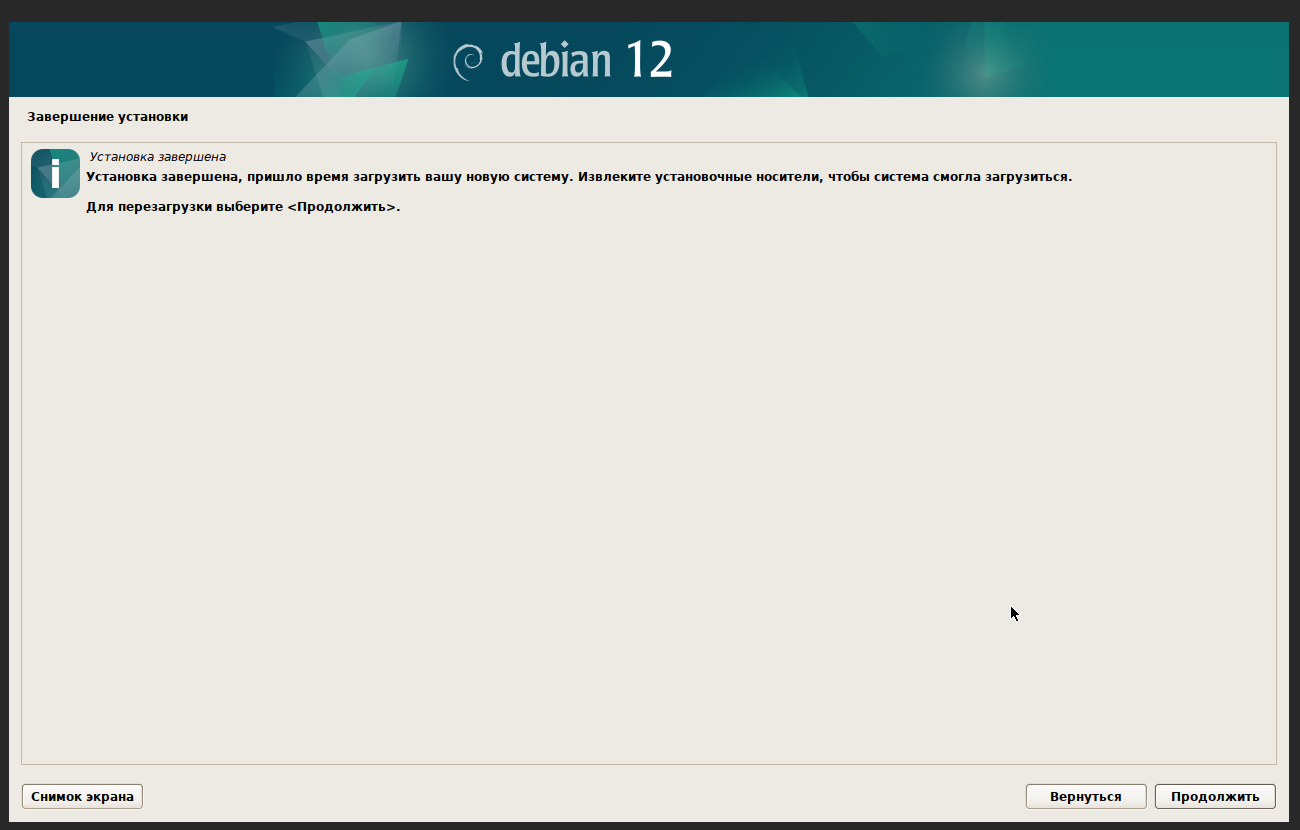 debian 12
Завершение установки
Установка завершена
Установка завершена, пришло время загрузить вашу новую систему. Извлеките установочные носители, чтобы система смогла загрузиться.
Для перезагрузки выберите <Продолжить>.
Снимок экрана
Вернуться
Продолжить